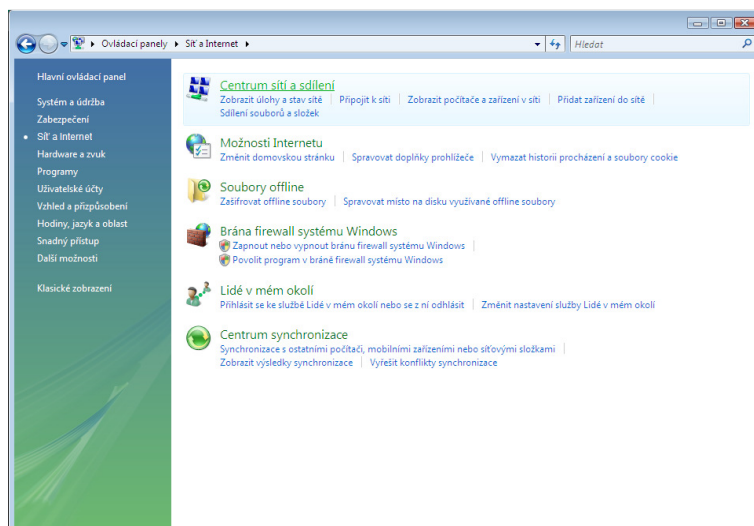 Ovládací panely
Síť a Internet
Hledat
Hlavní ovládací panel
Systém a údržba
Zabezpečení
Síť a Internet
Hardware a zvuk
Programy
Uživatelské účty
Vzhled a přizpůsobení
Hodiny, jazyk a oblast
Snadný přístup
Další možnosti
Klasické zobrazení
Centrum sítí a sdílení
Zobrazit úlohy a stav sítě Připojit k síti Zobrazit počítače a zařízení v síti Přidat zařízení do sítě
Sdílení souborů a složek
Možnosti Internetu
Změnit domovskou stránku Spravovat doplňky prohlížeče Vymazat historii procházení a soubory cookie
Soubory offline
Zašifrovat offline soubory Spravovat místo na disku využívané offline soubory
Brána firewall systému Windows
Zapnout nebo vypnout bránu firewall systému Windows
Povolit program v bráně firewall systému Windows
Lidé v mém okolí
Přihlásit se ke službě Lidé v mém okolí nebo se z ní odhlásit Změnit nastavení služby Lidé v mém okolí
Centrum synchronizace
Synchronizace s ostatními počítači, mobilními zařízeními nebo síťovými složkami
Zobrazit výsledky synchronizace Vyřešit konflikty synchronizace